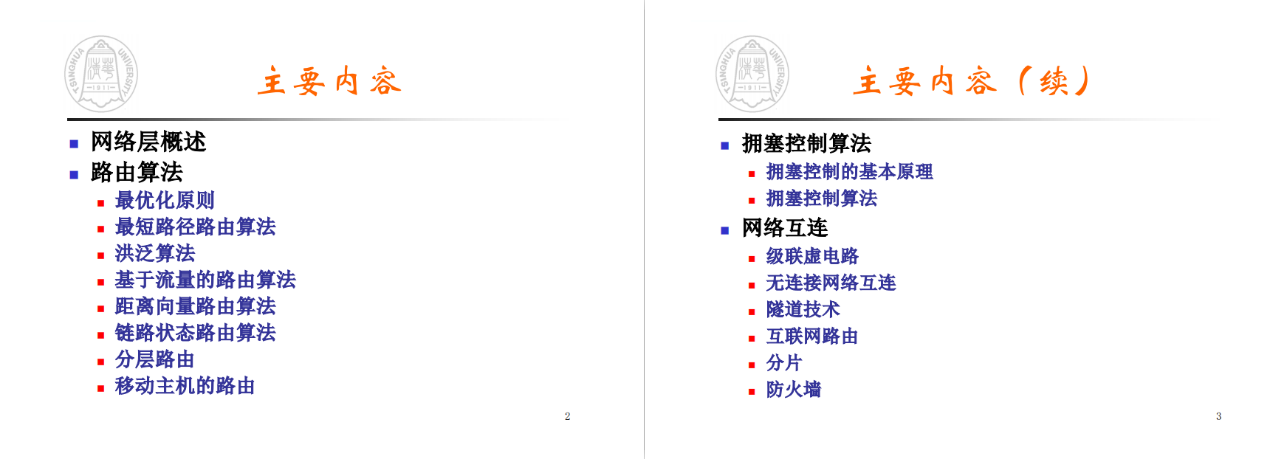 TSINGHUA UNIVERSITY
1911
主要内容
网络层概述
路由算法
最优化原则
最短路径路由算法
洪泛算法
基于流量的路由算法
距离向量路由算法
链路状态路由算法
分层路由
移动主机的路由
2
TSINGHUA UNIVERSITY
1911
主要内容（续）
拥塞控制算法
拥塞控制的基本原理
拥塞控制算法
网络互连
级联虚电路
无连接网络互连
隧道技术
互联网路由
分片
防火墙
3